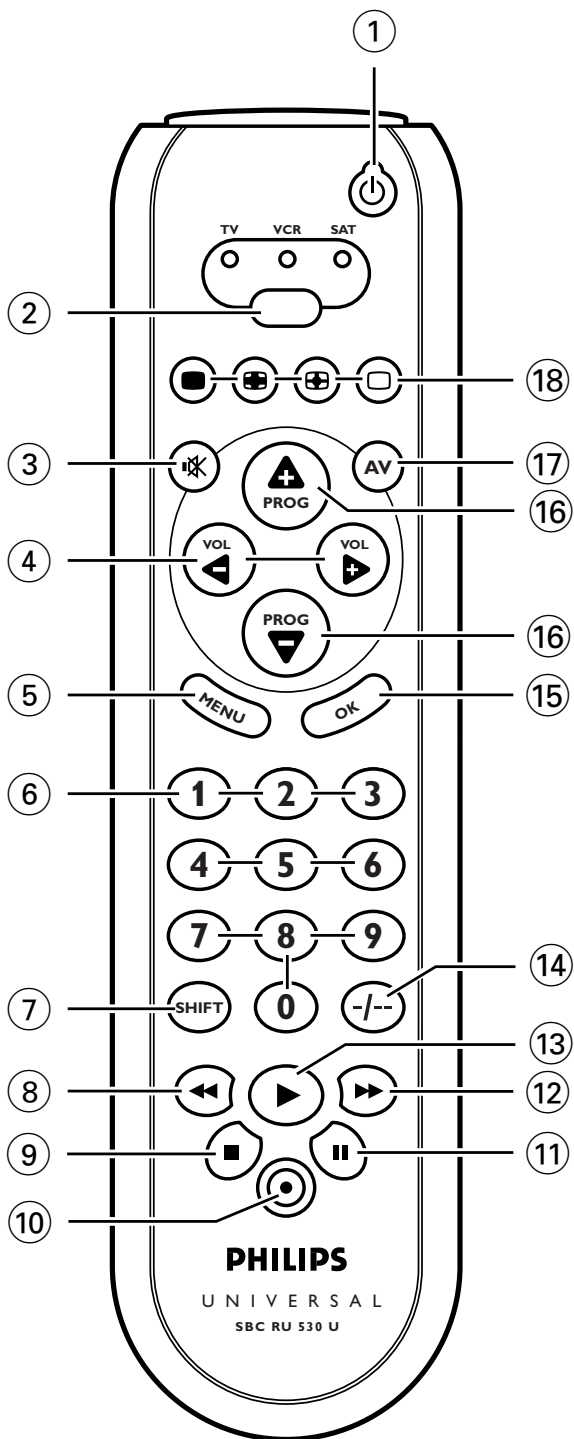 1
TV VCR SAT
2
18
3
AV
17
+
PROG
16
4
VOL
-
VOL
+
PROG
-
16
5
MENU
OK
15
6
1 2 3
4 5 6
7 8 9
14
7
SHIFT 0 -/--
13
8
12
9
11
10
PHILIPS
UNIVERSAL
SBC RU 530 U